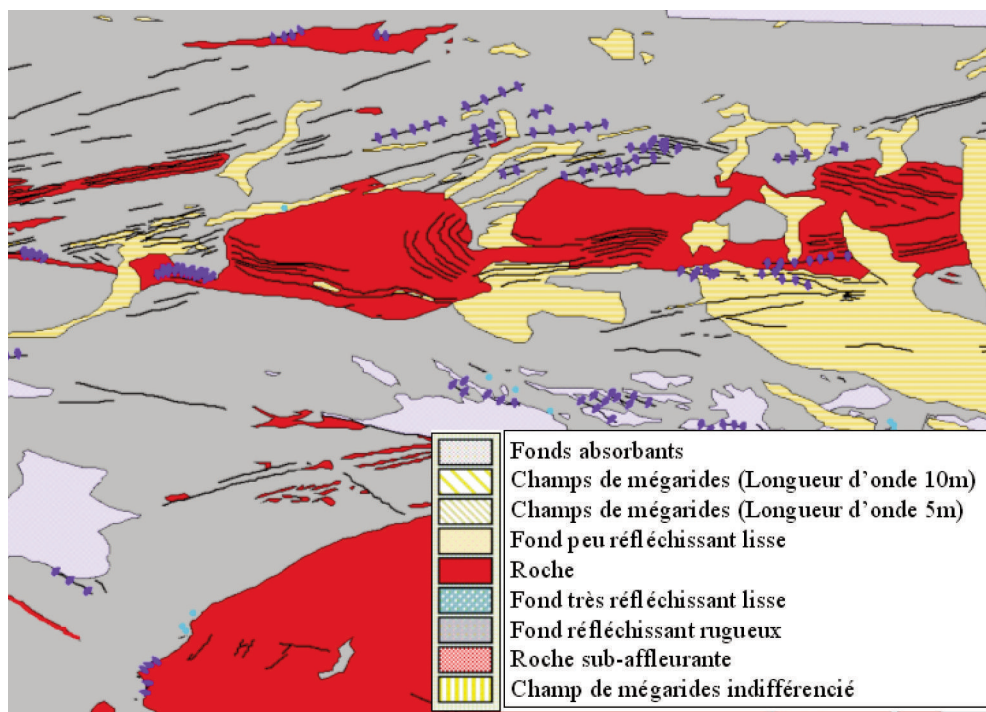 Fonds absorbants
Champs de mégarides (Longueur d'onde 10m)
Champs de mégarides (Longueur d'onde 5m)
Fond peu réfléchissant lisse
Roche
Fond très réfléchissant lisse
Fond réfléchissant rugueux
Roche sub-affleurante
Champ de mégarides indifférencié